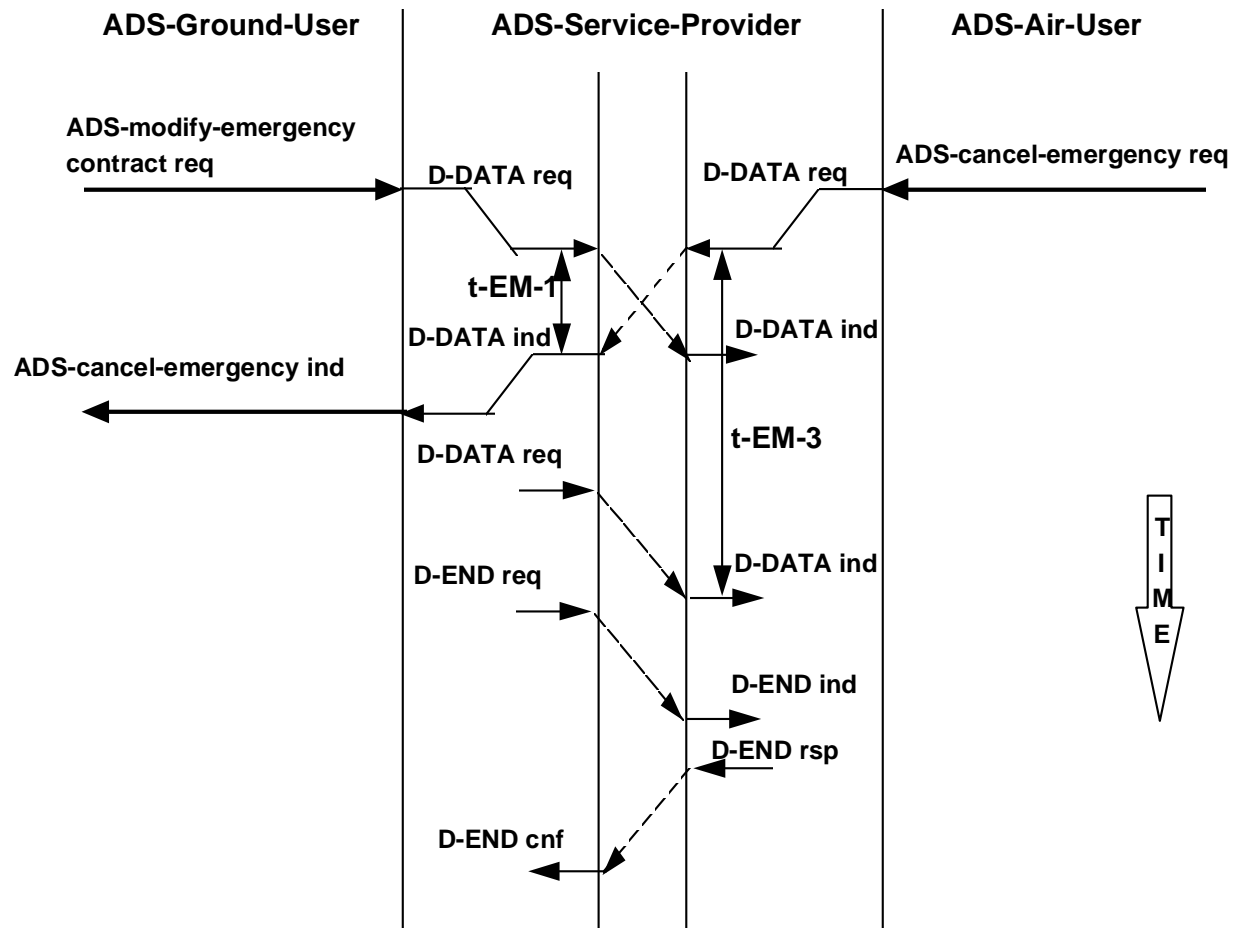 ADS-Ground-User
ADS-Service-Provider
ADS-Air-User
ADS-modify-emergency
contract req
D-DATA req
D-DATA req
ADS-cancel-emergency req
t-EM-1
D-DATA ind
D-DATA ind
ADS-cancel-emergency ind
t-EM-3
D-DATA req
D-DATA ind
D-END req
D-END ind
D-END rsp
D-END cnf
T
I
M
E